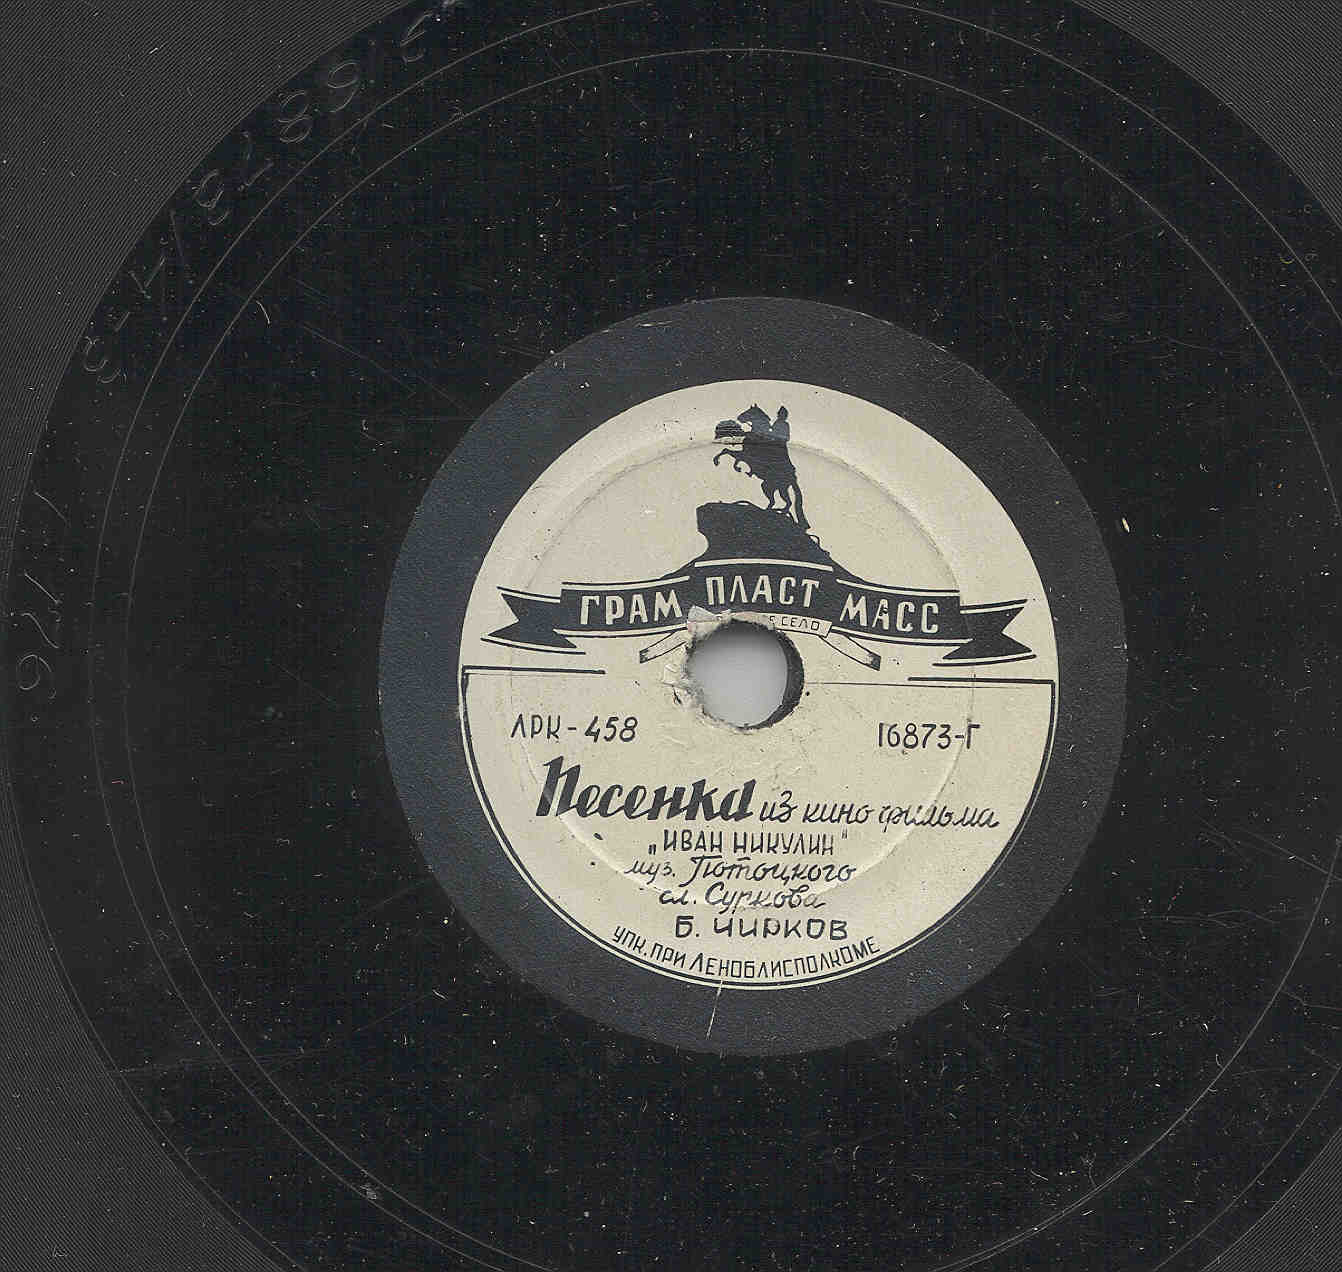 ГРАМ ПЛАСТ МАСС
СЕЛО
ЛРК-458 16873-Г
Песенка из кино фильма
„ИВАН НИКУЛИН"
муз. Потоцкого
сл. Суркова
Б. ЧИРКОВ
УПК. ПРИ ЛЕНОБЛИСПОЛКОМЕ